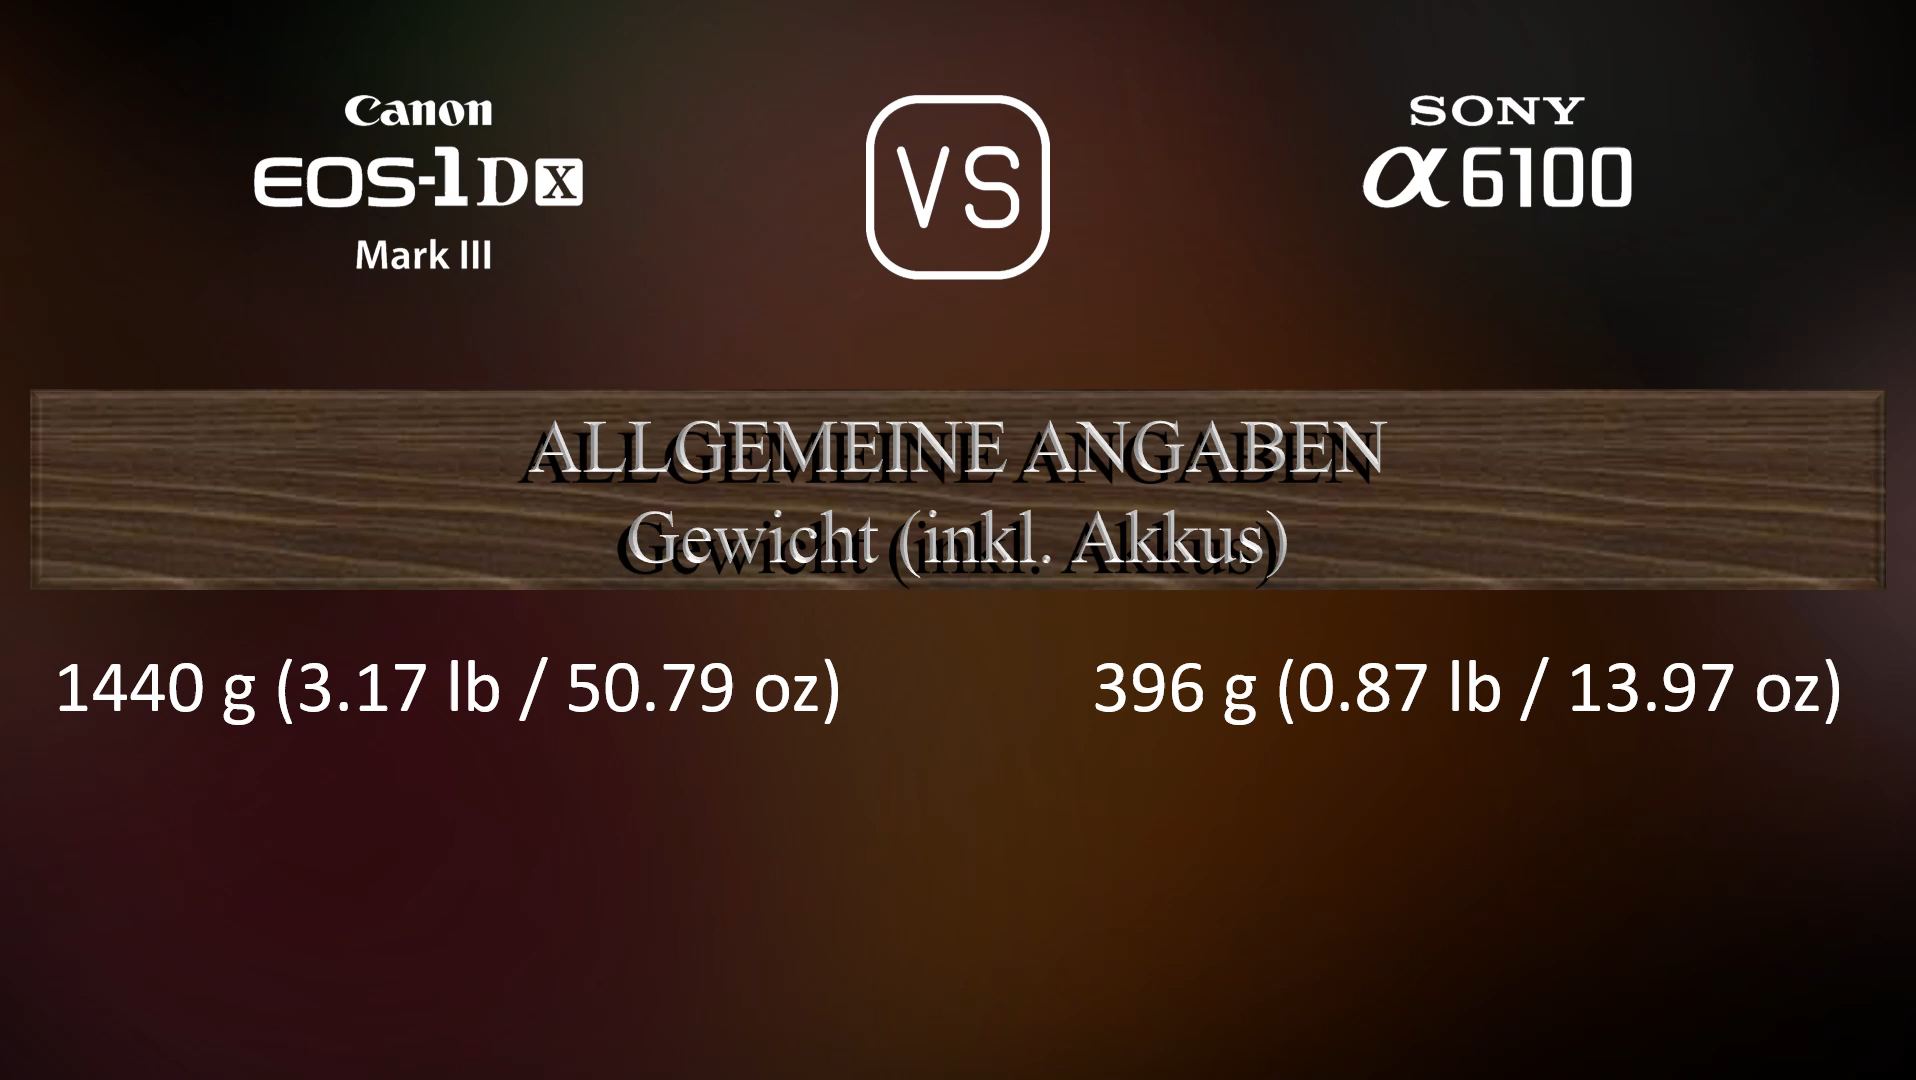 Canon
EOS-1DX
Mark III
VS
SONY
α6100
ALLGEMEINE ANGABEN
Gewicht (inkl. Akkus)
1440 g (3.17 lb / 50.79 oz)
396 g (0.87 lb / 13.97 oz)